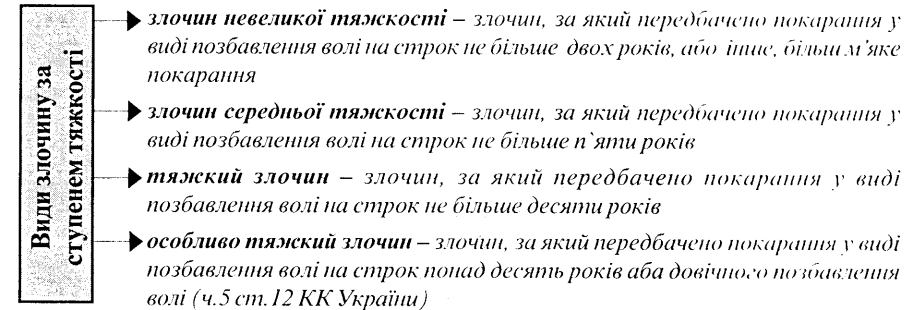 Види злочину за
ступенем тяжкості
злочин невеликої тяжкості – злочин, за який передбачено покарання у
виді позбавлення волі на строк не більше двох років, або інше, більш м'яке
покарання
злочин середньої тяжкості – злочин, за який передбачено покарання у
виді позбавлення волі на строк не більше п`яти років
тяжкий злочин – злочин, за який передбачено покарання у виді
позбавлення волі на строк не більше десяти років
особливо тяжкий злочин – злочин, за який передбачено покарання у виді
позбавлення волі на строк понад десять років аба довічного позбавлення
волі (ч.5 ст.12 КК України)